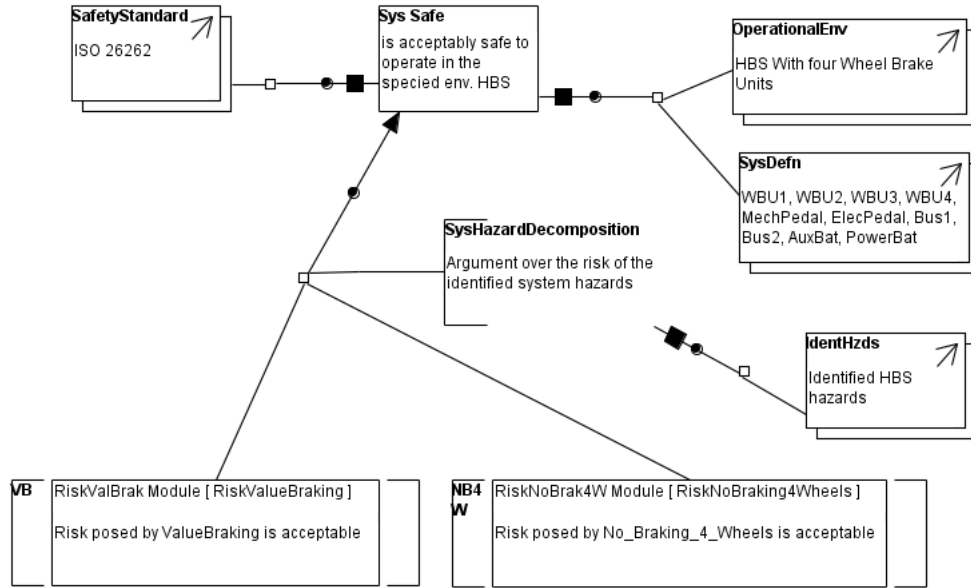 SafetyStandard
ISO 26262
Sys Safe
is acceptably safe to
operate in the
specied env. HBS
OperationalEnv
HBS With four Wheel Brake
Units
SysDefn
WBU1, WBU2, WBU3, WBU4,
MechPedal, ElecPedal, Bus1,
Bus2, AuxBat, PowerBat
SysHazardDecomposition
Argument over the risk of the
identified system hazards
IdentHzds
Identified HBS
hazards
VB
RiskValBrak Module [ RiskValueBraking ]
Risk posed by ValueBraking is acceptable
NB4
W
RiskNoBrak4W Module [ RiskNoBraking4Wheels ]
Risk posed by No_Braking_4_Wheels is acceptable